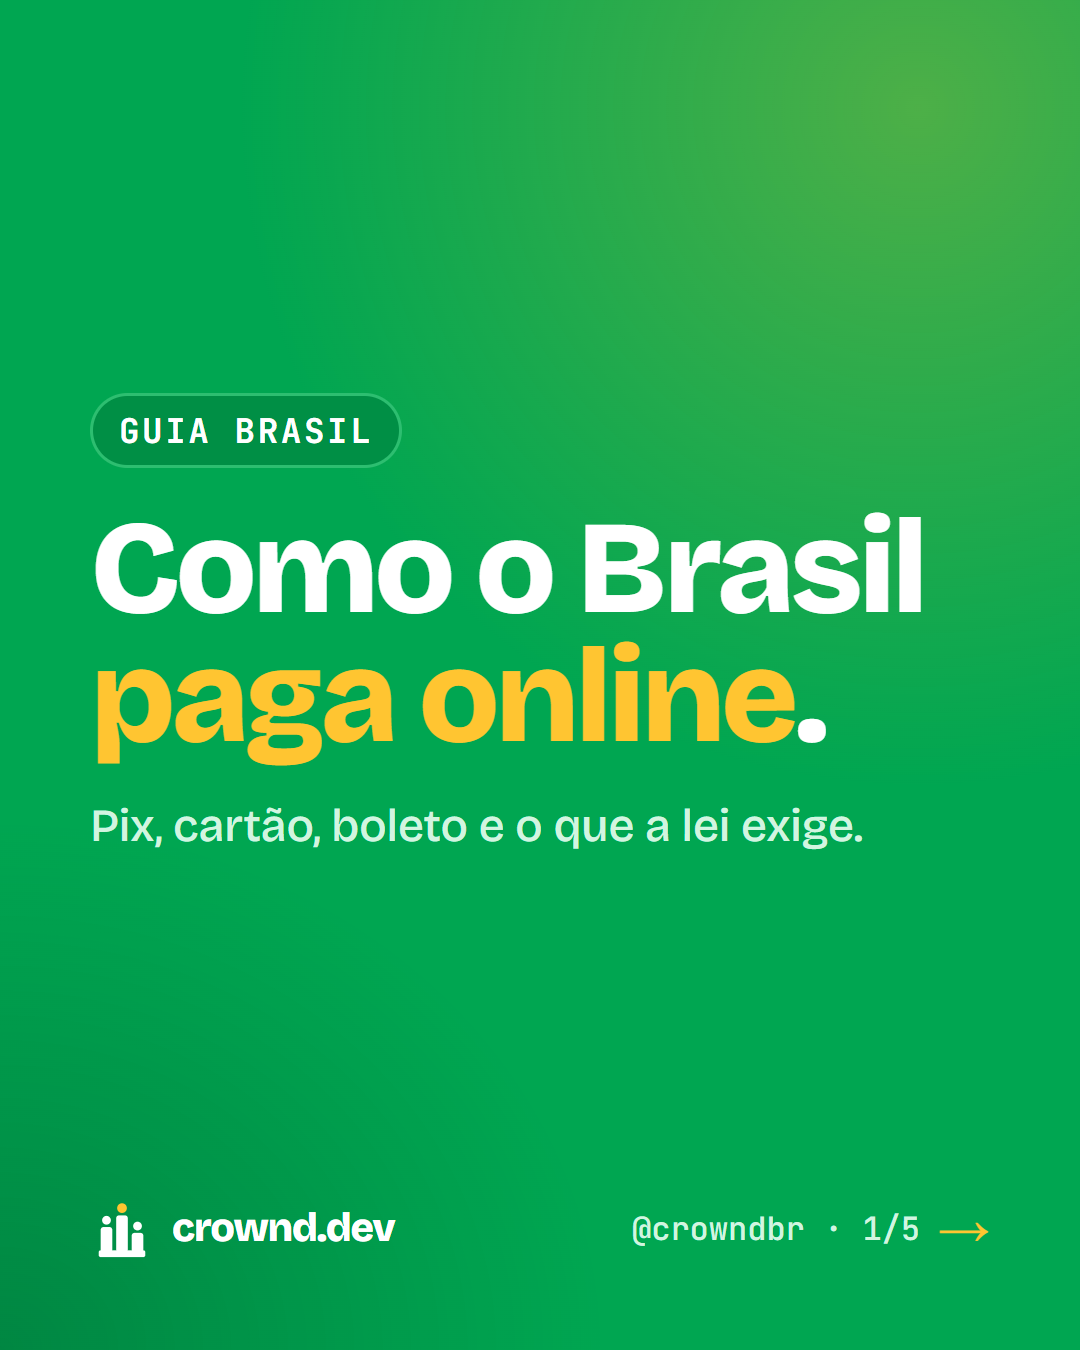 GUIA BRASIL
Como o Brasil
paga online.
Pix, cartão, boleto e o que a lei exige.
crownd.dev
@crowndbr · 1/5 →